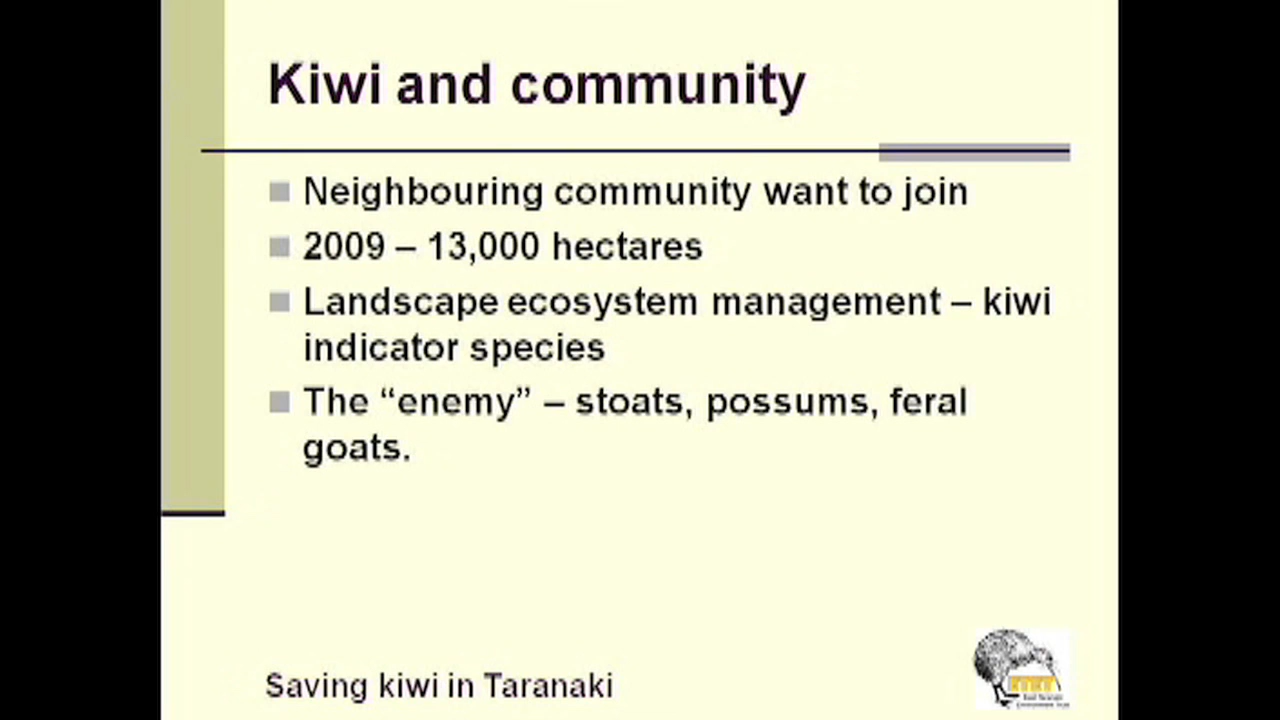 Kiwi and community
Neighbouring community want to join
2009 – 13,000 hectares
Landscape ecosystem management – kiwi
indicator species
The “enemy” – stoats, possums, feral
goats.
Saving kiwi in Taranaki